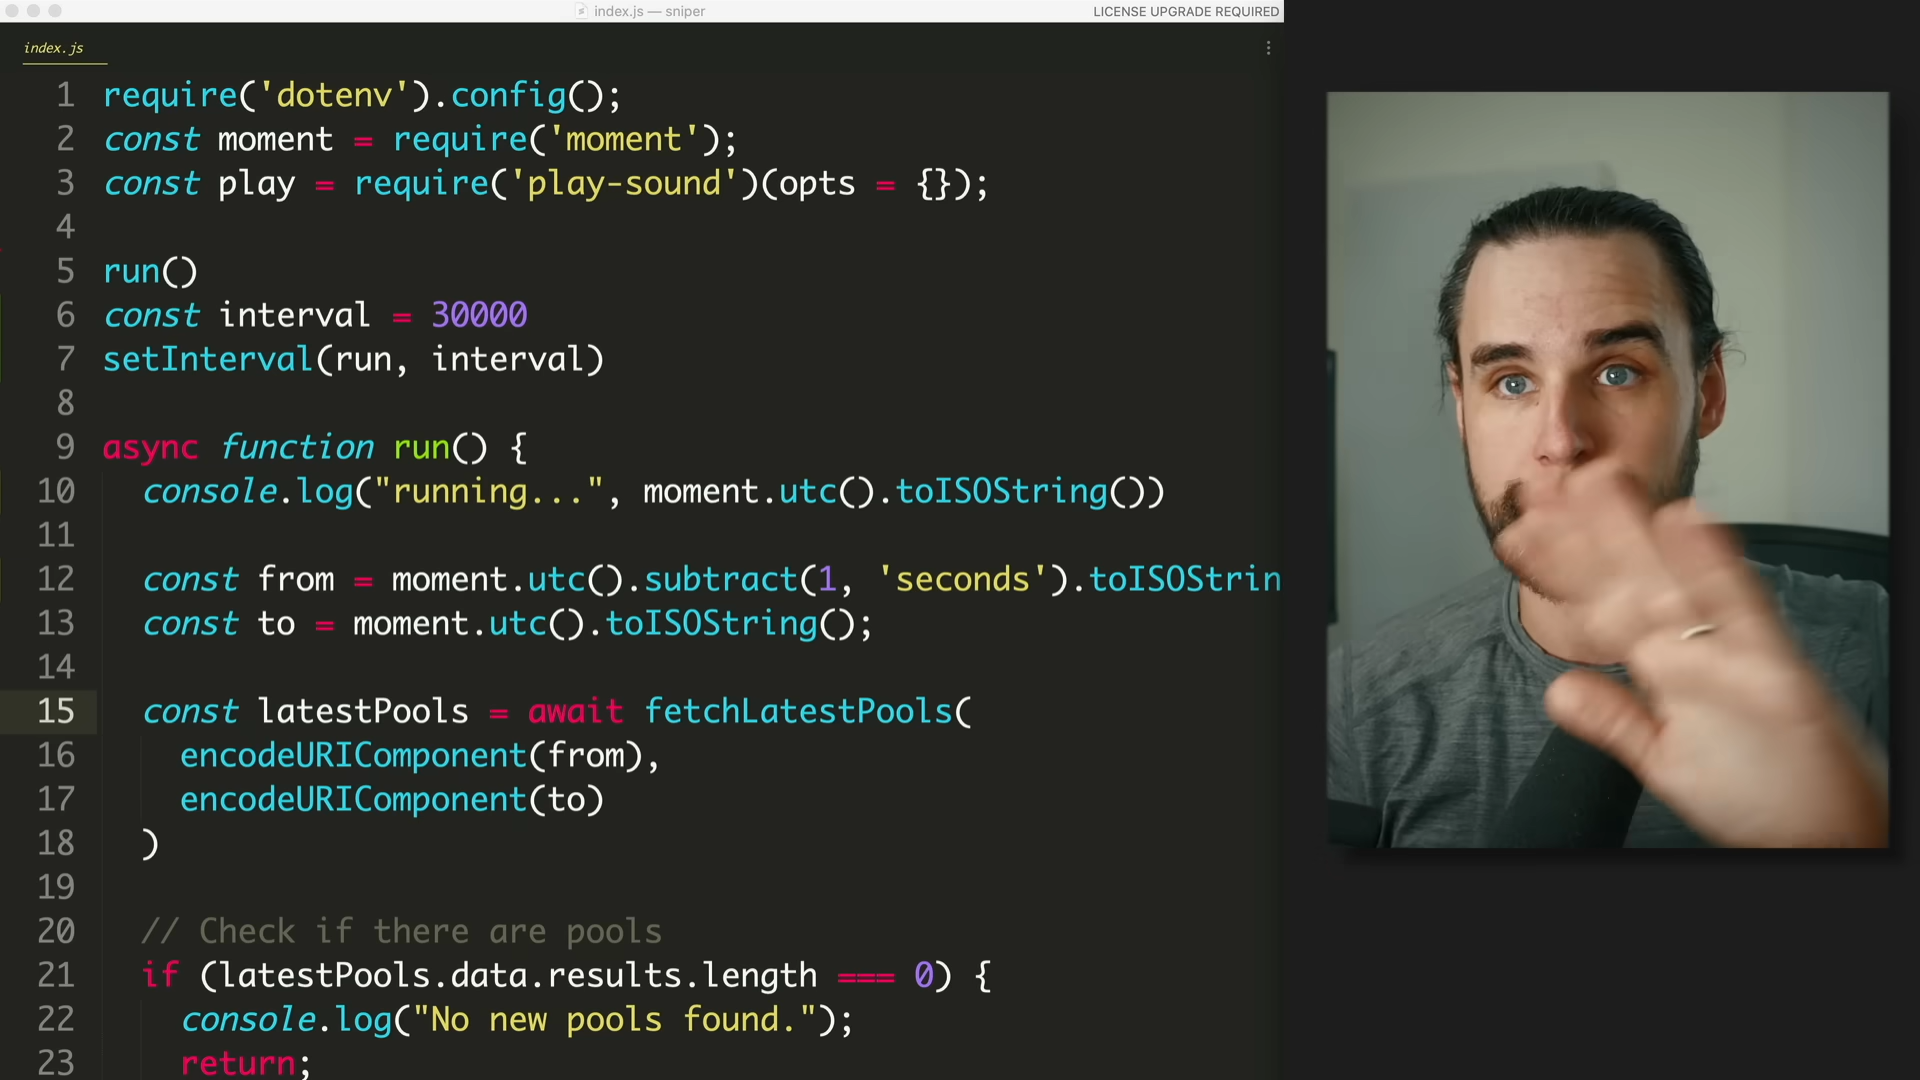 index.js — sniper
LICENSE UPGRADE REQUIRED
index.js
1 require('dotenv').config();
2 const moment = require('moment');
3 const play = require('play-sound')(opts = {});
4
5 run()
6 const interval = 30000
7 setInterval(run, interval)
8
9 async function run() {
10 console.log("running...", moment.utc().toISOString())
11
12 const from = moment.utc().subtract(1, 'seconds').toISOStrin
13 const to = moment.utc().toISOString();
14
15 const latestPools = await fetchLatestPools(
16 encodeURIComponent(from),
17 encodeURIComponent(to)
18 )
19
20 // Check if there are pools
21 if (latestPools.data.results.length === 0) {
22 console.log("No new pools found.");
23 return;